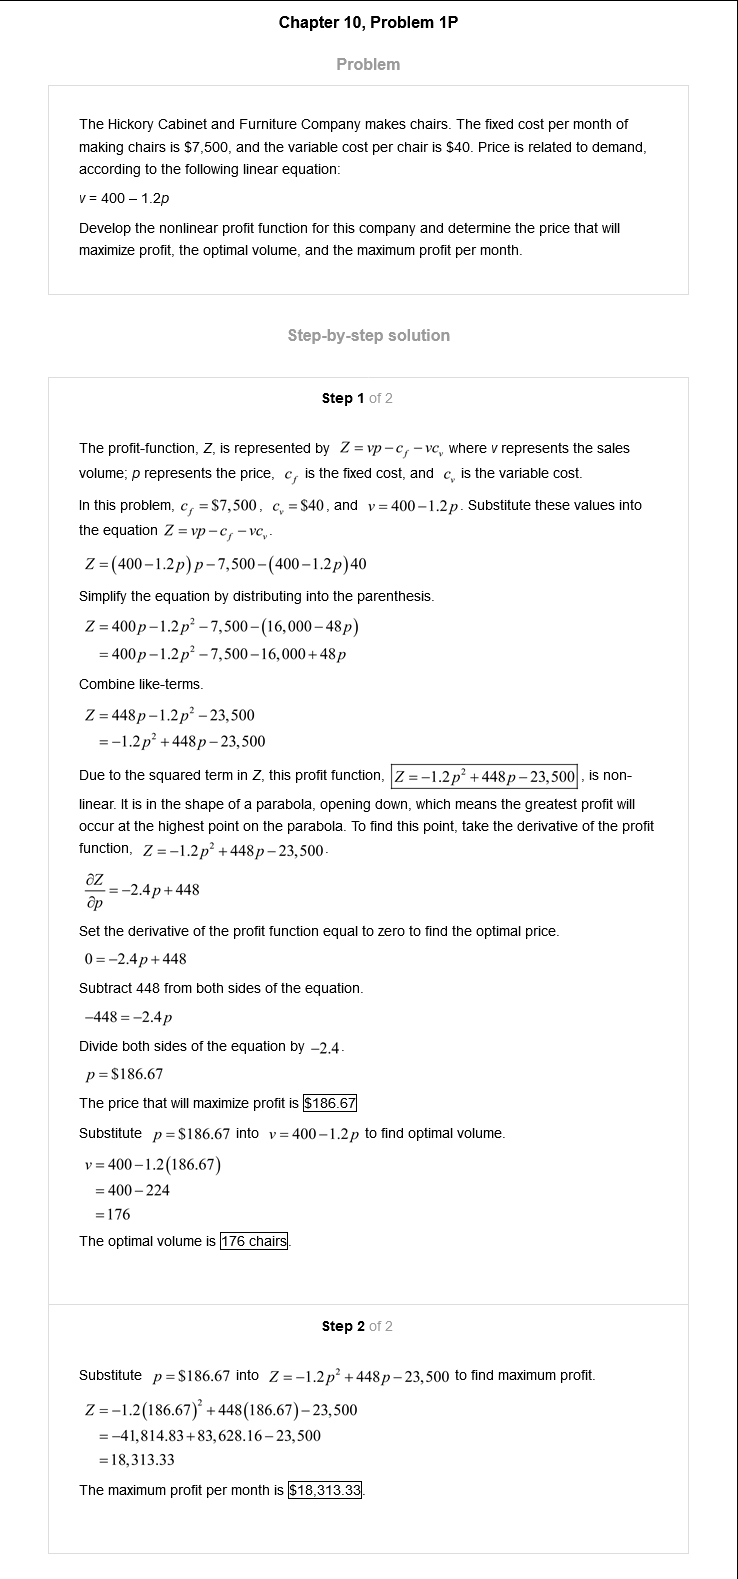 Chapter 10, Problem 1P
Problem
The Hickory Cabinet and Furniture Company makes chairs. The fixed cost per month of
making chairs is $7,500, and the variable cost per chair is $40. Price is related to demand,
according to the following linear equation:
v = 400 – 1.2p
Develop the nonlinear profit function for this company and determine the price that will
maximize profit, the optimal volume, and the maximum profit per month.
Step-by-step solution
Step 1 of 2
The profit-function, Z, is represented by Z = vp − c_f − vc_v where v represents the sales
volume; p represents the price, c_f is the fixed cost, and c_v is the variable cost.
In this problem, c_f = $7,500, c_v = $40, and v = 400 − 1.2p. Substitute these values into
the equation Z = vp − c_f − vc_v.
Z = (400 − 1.2p)p − 7,500 − (400 − 1.2p)40
Simplify the equation by distributing into the parenthesis.
Z = 400p − 1.2p² − 7,500 − (16,000 − 48p)
= 400p − 1.2p² − 7,500 − 16,000 + 48p
Combine like-terms.
Z = 448p − 1.2p² − 23,500
= −1.2p² + 448p − 23,500
Due to the squared term in Z, this profit function, Z = −1.2p² + 448p − 23,500, is non-
linear. It is in the shape of a parabola, opening down, which means the greatest profit will
occur at the highest point on the parabola. To find this point, take the derivative of the profit
function, Z = −1.2p² + 448p − 23,500.
∂Z/∂p = −2.4p + 448
Set the derivative of the profit function equal to zero to find the optimal price.
0 = −2.4p + 448
Subtract 448 from both sides of the equation.
−448 = −2.4p
Divide both sides of the equation by −2.4.
p = $186.67
The price that will maximize profit is $186.67
Substitute p = $186.67 into v = 400 − 1.2p to find optimal volume.
v = 400 − 1.2(186.67)
= 400 − 224
= 176
The optimal volume is 176 chairs.
Step 2 of 2
Substitute p = $186.67 into Z = −1.2p² + 448p − 23,500 to find maximum profit.
Z = −1.2(186.67)² + 448(186.67) − 23,500
= −41,814.83 + 83,628.16 − 23,500
= 18,313.33
The maximum profit per month is $18,313.33.